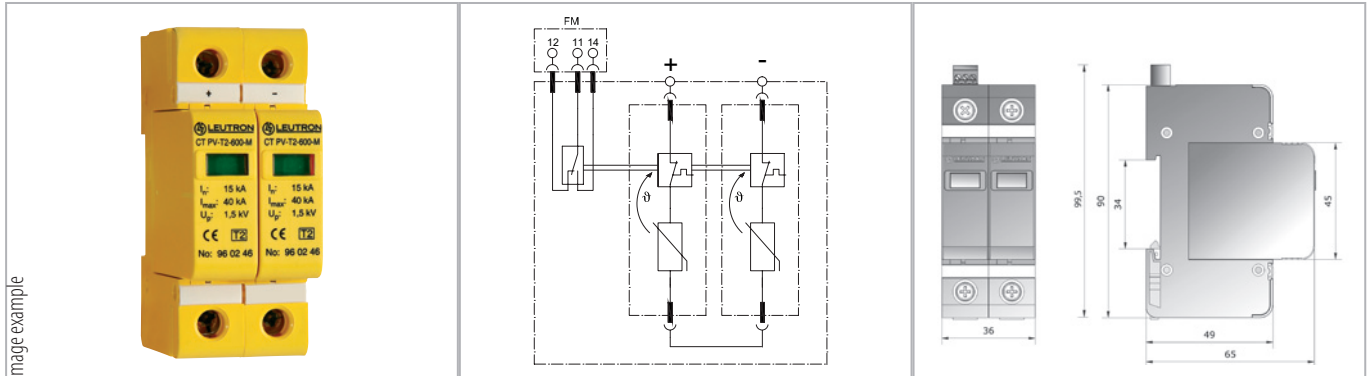 mage example
+
-
LEUTRON
CT PV-T2-600-M
In: 15 kA
Imax: 40 kA
Up: 1,5 kV
CE T2
No: 96 02 46
LEUTRON
CT PV-T2-600-M
In: 15 kA
Imax: 40 kA
Up: 1,5 kV
CE T2
No: 96 02 46
FM
12 11 14
+
-
ϑ
ϑ
LEUTRON
LEUTRON
36
99,5
90
34
45
49
65